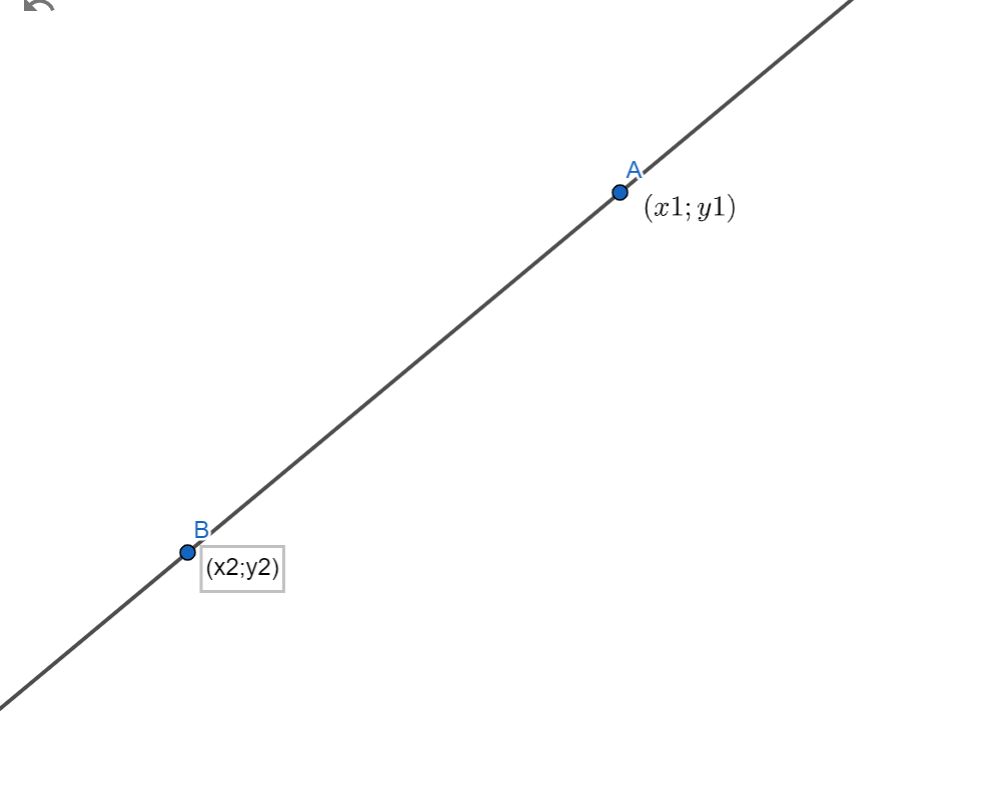 A
(x1; y1)
B
(x2;y2)